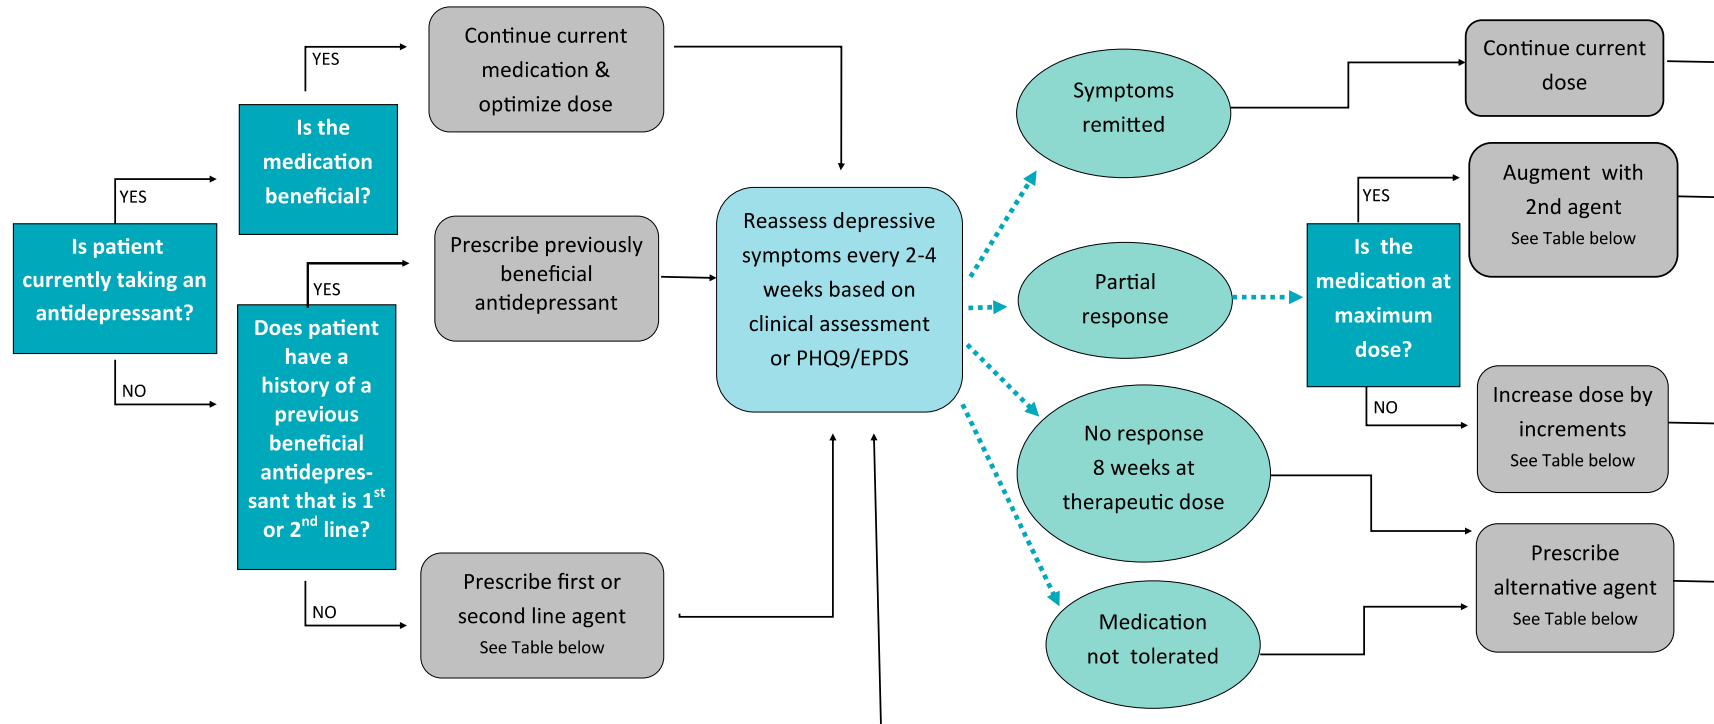 Is patient
currently taking an
antidepressant?
YES
NO
Is the
medication
beneficial?
YES
Does patient
have a
history of a
previous
beneficial
antidepres-
sant that is 1st
or 2nd line?
YES
NO
Continue current
medication &
optimize dose
Prescribe previously
beneficial
antidepressant
Prescribe first or
second line agent
See Table below
Reassess depressive
symptoms every 2-4
weeks based on
clinical assessment
or PHQ9/EPDS
Symptoms
remitted
Partial
response
No response
8 weeks at
therapeutic dose
Medication
not tolerated
Is the
medication at
maximum
dose?
YES
NO
Continue current
dose
Augment with
2nd agent
See Table below
Increase dose by
increments
See Table below
Prescribe
alternative agent
See Table below